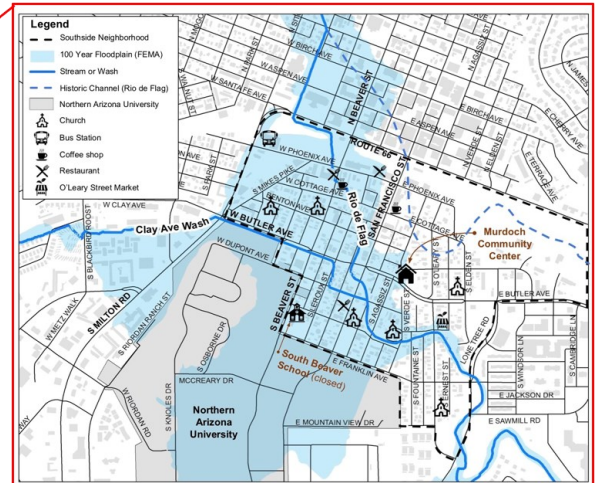 Legend
Southside Neighborhood
100 Year Floodplain (FEMA)
Stream or Wash
Historic Channel (Rio de Flag)
Northern Arizona University
Church
Bus Station
Coffee shop
Restaurant
O'Leary Street Market
N PARK ST
W BIRCH AVE
W ASPEN AVE
W SANTA FE AVE
N BEAVER ST
N AGASSIZ ST
E BIRCH AVE
E ASPEN AVE
N VERDE ST
N ELDEN ST
E CHERRY AVE
E TERRACE AVE
ROUTE 66
W PHOENIX AVE
S MIKES PIKE
W COTTAGE AVE
BENTON AVE
SAN FRANCISCO ST
E PHOENIX AVE
E COTTAGE AVE
Rio de Flag
W CLAY AVE
Clay Ave Wash
W BUTLER AVE
W DUPONT AVE
S BLACKBIRD ROOST
S MILTON RD
S RIORDAN RANCH ST
W METZ WALK
S OSBORNE DR
S BEAVER ST
S LEROUX ST
S AGASSIZ ST
S VERDE ST
S O'LEARY ST
S ELDEN ST
Murdoch
Community
Center
E BUTLER AVE
LONE TREE RD
S WINDSOR LN
S CAMBRIDGE LN
South Beaver
School (closed)
E FRANKLIN AVE
S FOUNTAINE ST
ERNEST ST
MCCREARY DR
S KNOLES DR
W RIORDAN RD
Northern
Arizona
University
E MOUNTAIN VIEW DR
E JACKSON DR
E SAWMILL RD
WAY